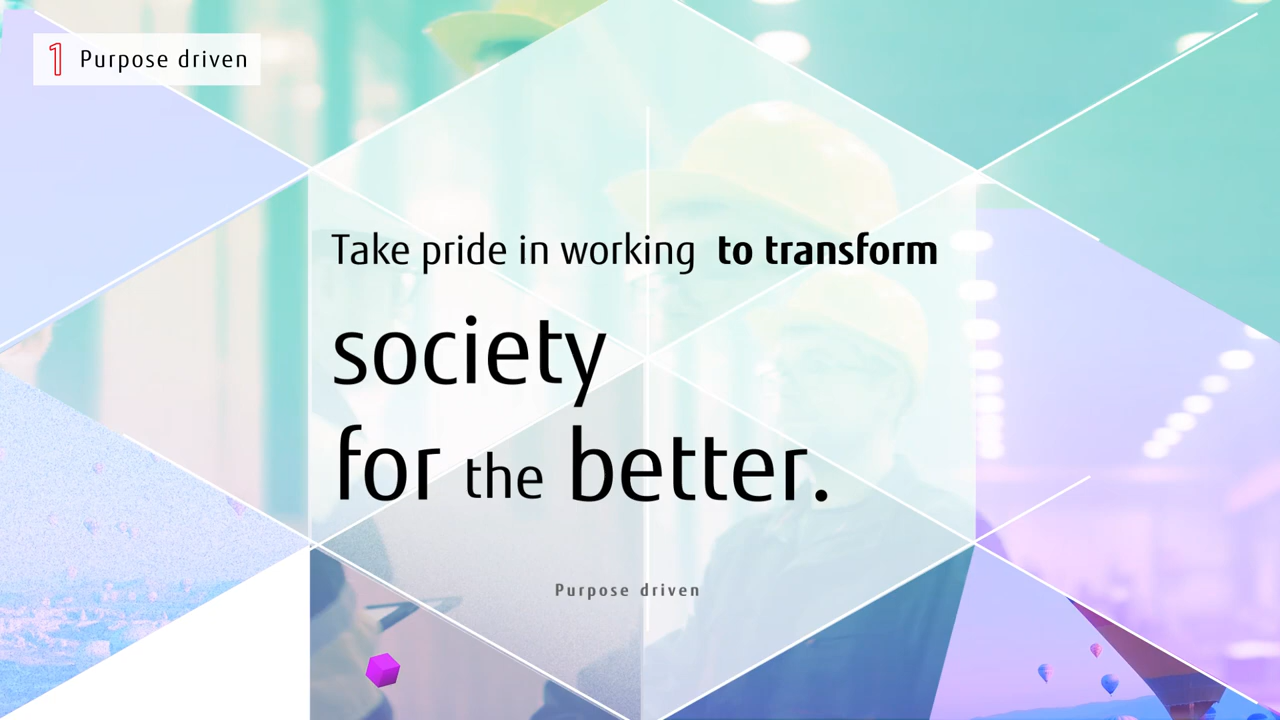 1 Purpose driven
Take pride in working to transform
society
for the better.
Purpose driven